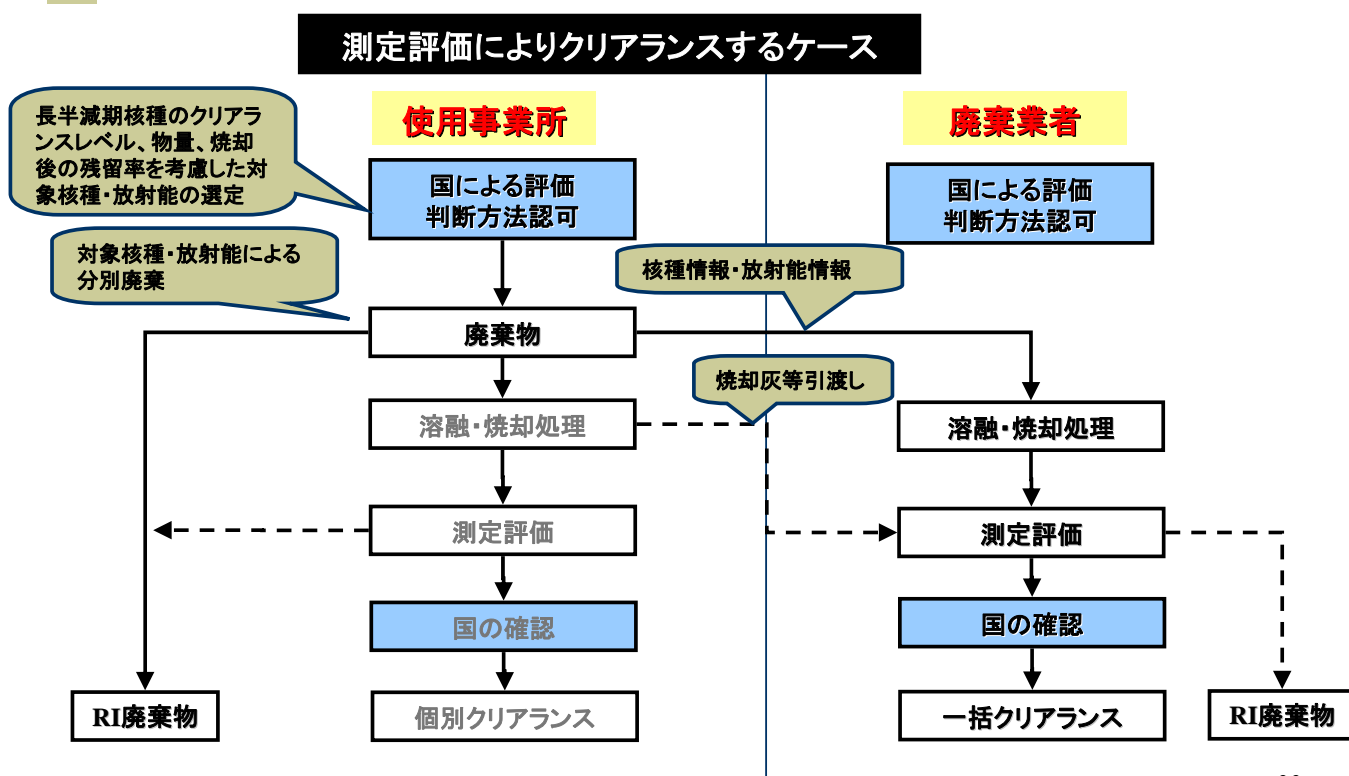 測定評価によりクリアランスするケース
長半減期核種のクリアラ
ンスレベル、物量、焼却
後の残留率を考慮した対
象核種・放射能の選定
使用事業所
廃棄業者
国による評価
判断方法認可
国による評価
判断方法認可
対象核種・放射能による
分別廃棄
核種情報・放射能情報
廃棄物
焼却灰等引渡し
溶融・焼却処理
溶融・焼却処理
測定評価
測定評価
国の確認
国の確認
RI廃棄物
個別クリアランス
一括クリアランス
RI廃棄物